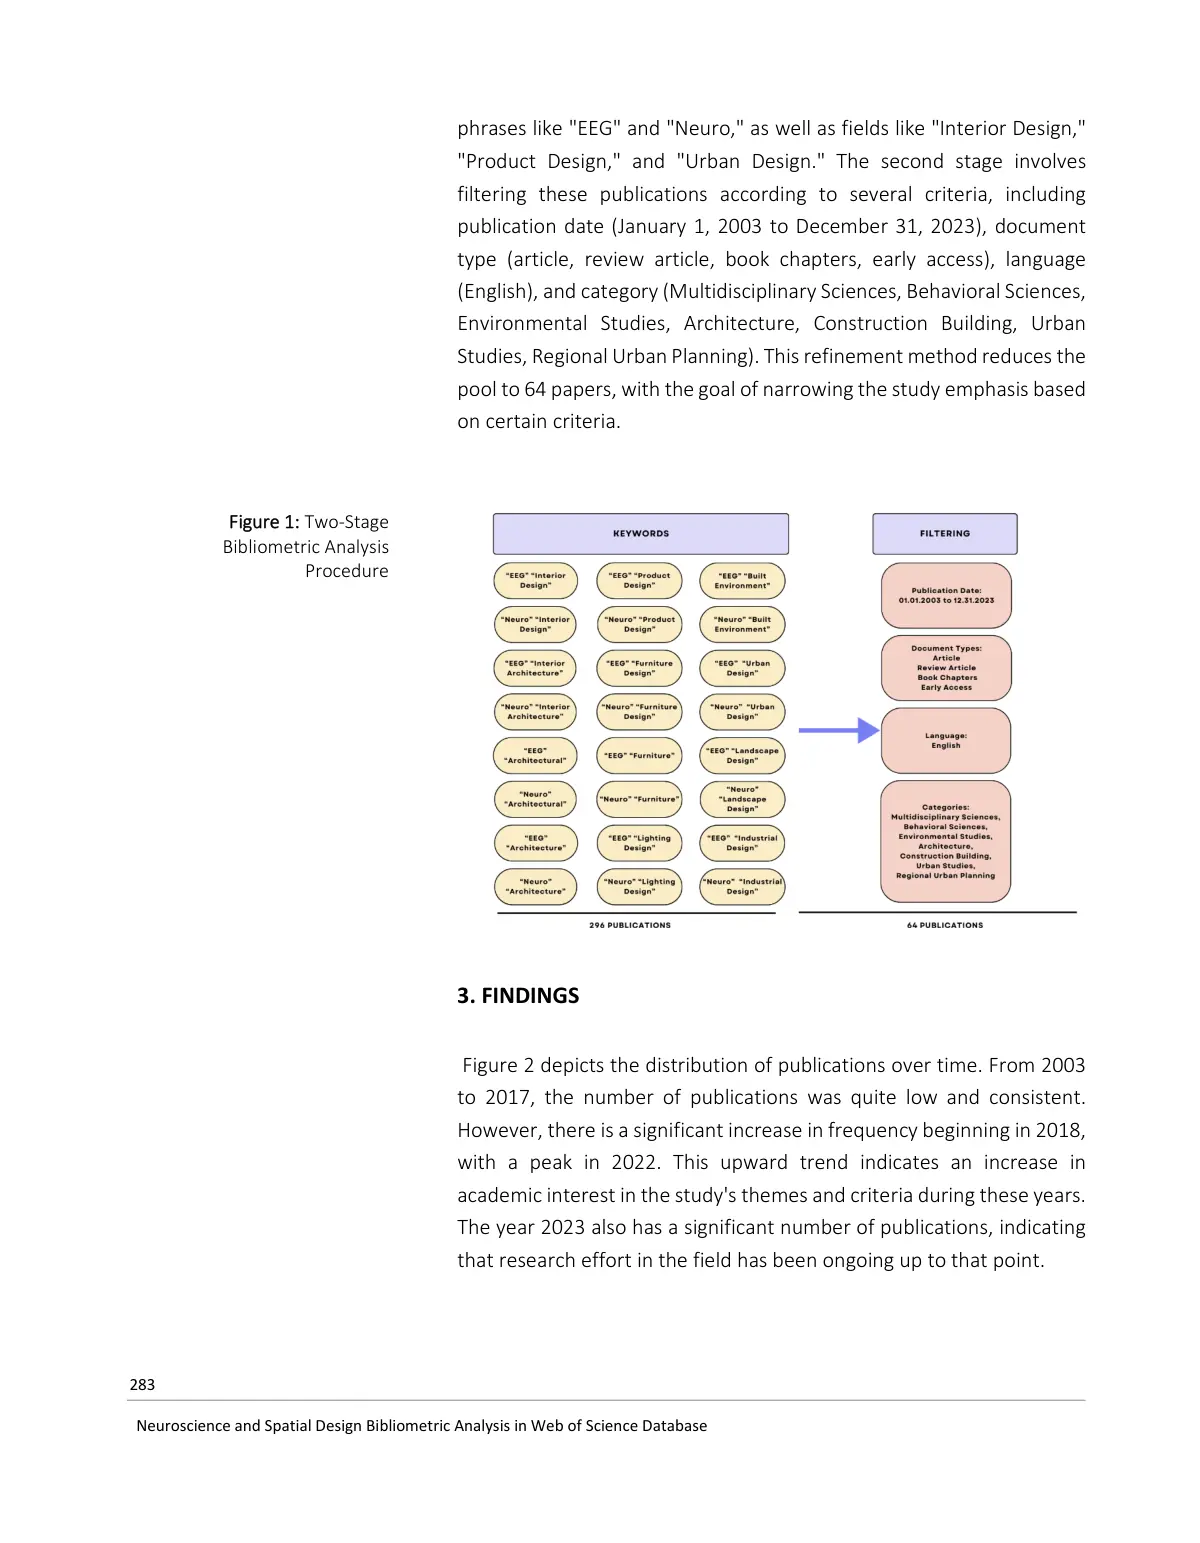 phrases like "EEG" and "Neuro," as well as fields like "Interior Design,"
"Product Design," and "Urban Design." The second stage involves
filtering these publications according to several criteria, including
publication date (January 1, 2003 to December 31, 2023), document
type (article, review article, book chapters, early access), language
(English), and category (Multidisciplinary Sciences, Behavioral Sciences,
Environmental Studies, Architecture, Construction Building, Urban
Studies, Regional Urban Planning). This refinement method reduces the
pool to 64 papers, with the goal of narrowing the study emphasis based
on certain criteria.
Figure 1: Two-Stage
Bibliometric Analysis
Procedure
KEYWORDS
"EEG" "Interior
Design"
"Neuro" "Interior
Design"
"EEG" "Interior
Architecture"
"Neuro" "Interior
Architecture"
"EEG"
"Architectural"
"Neuro"
"Architectural"
"EEG"
"Architecture"
"Neuro"
"Architecture"
"EEG" "Product
Design"
"Neuro" "Product
Design"
"EEG" "Furniture
Design"
"Neuro" "Furniture
Design"
"EEG" "Furniture"
"Neuro" "Furniture"
"EEG" "Lighting
Design"
"Neuro" "Lighting
Design"
"EEG" "Built
Environment"
"Neuro" "Built
Environment"
"EEG" "Urban
Design"
"Neuro" "Urban
Design"
"EEG" "Landscape
Design"
"Neuro"
"Landscape
Design"
"EEG" "Industrial
Design"
"Neuro" "Industrial
Design"
296 PUBLICATIONS
FILTERING
Publication Date:
01.01.2003 to 12.31.2023
Document Types:
Article
Review Article
Book Chapters
Early Access
Language:
English
Categories:
Multidisciplinary Sciences,
Behavioral Sciences,
Environmental Studies,
Architecture,
Construction Building,
Urban Studies,
Regional Urban Planning
64 PUBLICATIONS
3. FINDINGS
Figure 2 depicts the distribution of publications over time. From 2003
to 2017, the number of publications was quite low and consistent.
However, there is a significant increase in frequency beginning in 2018,
with a peak in 2022. This upward trend indicates an increase in
academic interest in the study's themes and criteria during these years.
The year 2023 also has a significant number of publications, indicating
that research effort in the field has been ongoing up to that point.
283
Neuroscience and Spatial Design Bibliometric Analysis in Web of Science Database